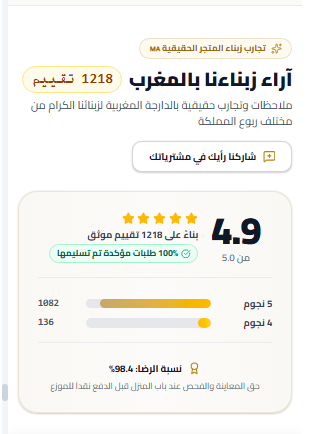 تجارب زبناء المتجر الحقيقية MA
آراء زبناءنا بالمغرب
1218 تقييم
ملاحظات وتجارب حقيقية بالدارجة المغربية لزبنائنا الكرام من
مختلف ربوع المملكة
شاركنا رأيك في مشترياتك
4.9
من 5.0
بناءً على 1218 تقييم موثق
100% طلبات مؤكدة تم تسليمها
5 نجوم 1082
4 نجوم 136
نسبة الرضا: 98.4%
حق المعاينة والفحص عند باب المنزل قبل الدفع نقدا للموزع